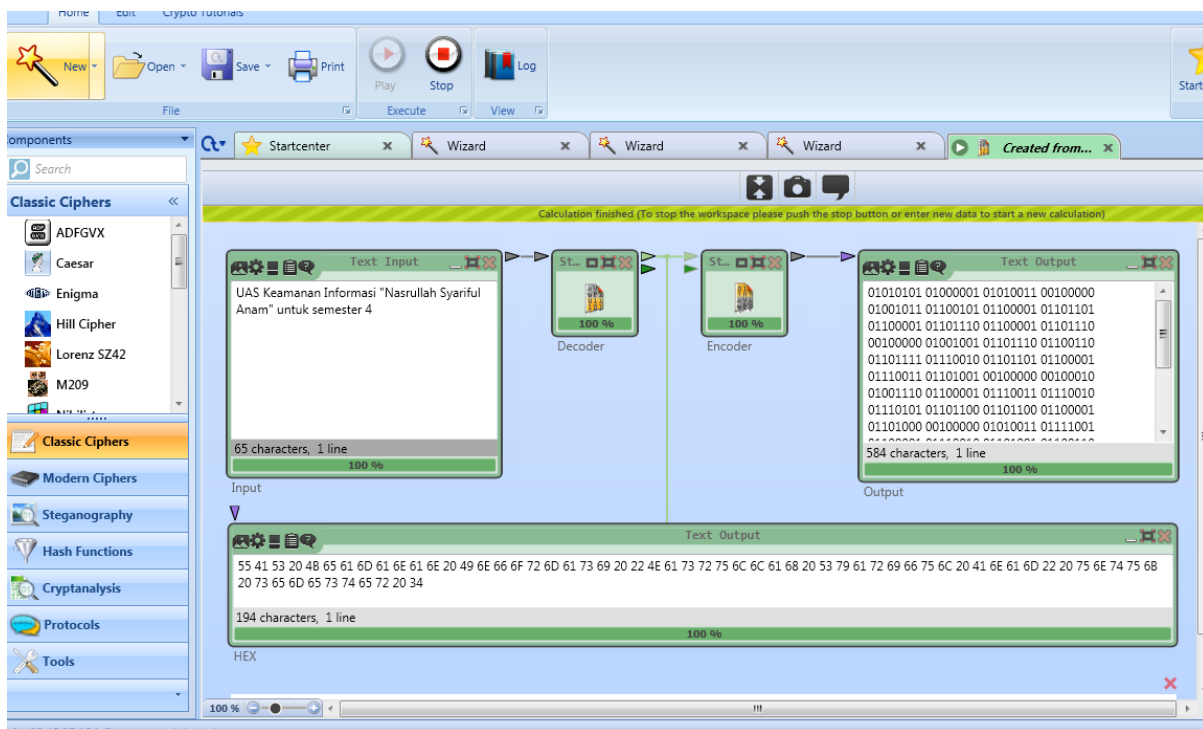 Home Edit Crypto Tutorials
New Open Save Print Play Stop Log Start
File Execute View
Components
Startcenter Wizard Wizard Wizard Created from...
Search
Classic Ciphers
ADFGVX
Caesar
Enigma
Hill Cipher
Lorenz SZ42
M209
Classic Ciphers
Modern Ciphers
Steganography
Hash Functions
Cryptanalysis
Protocols
Tools
Calculation finished (To stop the workspace please push the stop button or enter new data to start a new calculation)
Text Input
UAS Keamanan Informasi "Nasrullah Syariful
Anam" untuk semester 4
65 characters, 1 line
100 %
Input
St...
100 %
Decoder
St...
100 %
Encoder
Text Output
01010101 01000001 01010011 00100000
01001011 01100101 01100001 01101101
01100001 01101110 01100001 01101110
00100000 01001001 01101110 01100110
01101111 01110010 01101101 01100001
01110011 01101001 00100000 00100010
01001110 01100001 01110011 01110010
01110101 01101100 01101100 01100001
01101000 00100000 01010011 01111001
584 characters, 1 line
100 %
Output
Text Output
55 41 53 20 4B 65 61 6D 61 6E 61 6E 20 49 6E 66 6F 72 6D 61 73 69 20 22 4E 61 73 72 75 6C 6C 61 68 20 53 79 61 72 69 66 75 6C 20 41 6E 61 6D 22 20 75 6E 74 75 6B
20 73 65 6D 65 73 74 65 72 20 34
194 characters, 1 line
100 %
HEX
100 %